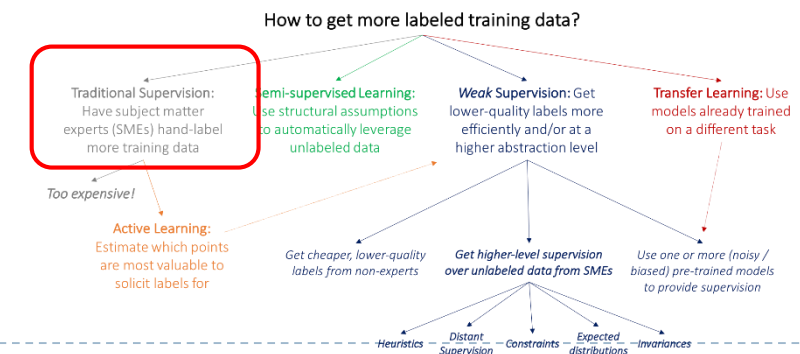 How to get more labeled training data?
Traditional Supervision:
Have subject matter
experts (SMEs) hand-label
more training data
Semi-supervised Learning:
Use structural assumptions
to automatically leverage
unlabeled data
Weak Supervision: Get
lower-quality labels more
efficiently and/or at a
higher abstraction level
Transfer Learning: Use
models already trained
on a different task
Too expensive!
Active Learning:
Estimate which points
are most valuable to
solicit labels for
Get cheaper, lower-quality
labels from non-experts
Get higher-level supervision
over unlabeled data from SMEs
Use one or more (noisy /
biased) pre-trained models
to provide supervision
Heuristics
Distant
Supervision
Constraints
Expected
distributions
Invariances